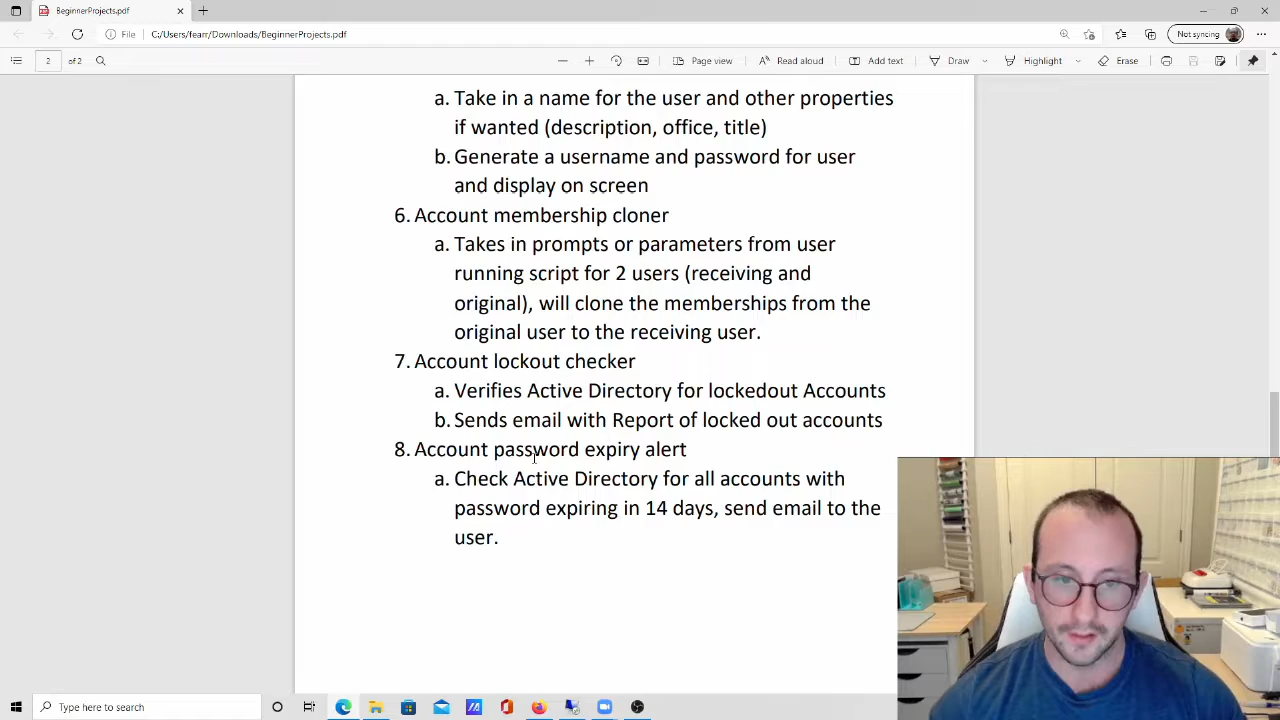 BeginnerProjects.pdf
File C:/Users/fearr/Downloads/BeginnerProjects.pdf
Not syncing
2 of 2
Page view
Read aloud
Add text
Draw
Highlight
Erase
a. Take in a name for the user and other properties
if wanted (description, office, title)
b. Generate a username and password for user
and display on screen
6. Account membership cloner
a. Takes in prompts or parameters from user
running script for 2 users (receiving and
original), will clone the memberships from the
original user to the receiving user.
7. Account lockout checker
a. Verifies Active Directory for lockedout Accounts
b. Sends email with Report of locked out accounts
8. Account password expiry alert
a. Check Active Directory for all accounts with
password expiring in 14 days, send email to the
user.
Type here to search